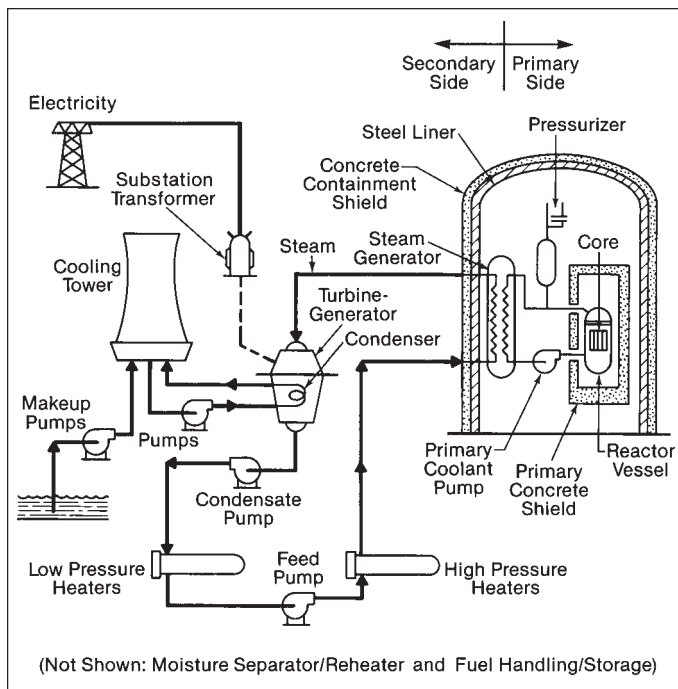 Secondary
Side
Primary
Side
Electricity
Steel Liner
Pressurizer
Concrete
Containment
Shield
Substation
Transformer
Steam
Steam
Generator
Core
Cooling
Tower
Turbine-
Generator
Condenser
Makeup
Pumps
Pumps
Condensate
Pump
Primary
Coolant
Pump
Primary
Concrete
Shield
Reactor
Vessel
Low Pressure
Heaters
Feed
Pump
High Pressure
Heaters
(Not Shown: Moisture Separator/Reheater and Fuel Handling/Storage)